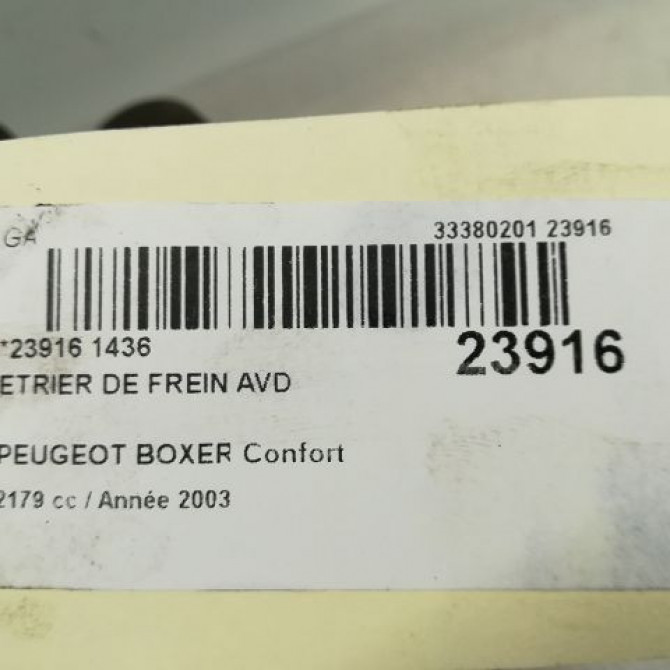 GA
33380201 23916
*23916 1436
23916
ETRIER DE FREIN AVD
PEUGEOT BOXER Confort
2179 cc / Année 2003